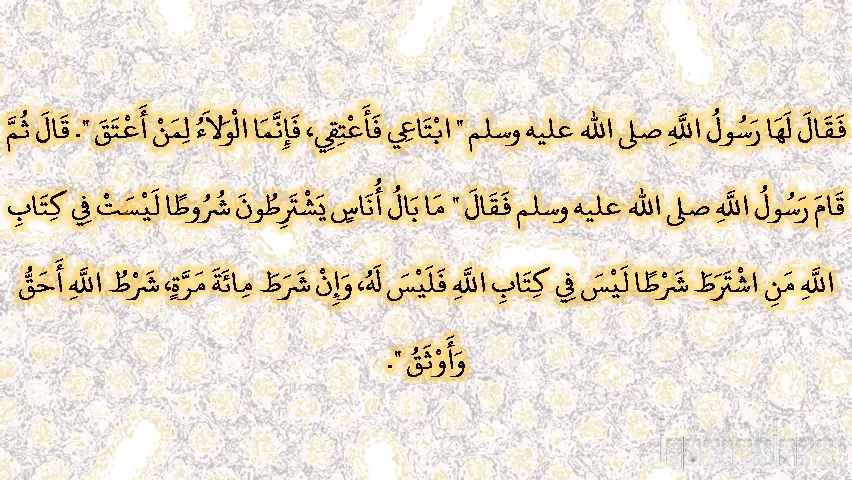 فَقَالَ لَهَا رَسُولُ اللَّهِ صلى الله عليه وسلم " ابْتَاعِي فَأَعْتِقِي، فَإِنَّمَا الْوَلاَءُ لِمَنْ أَعْتَقَ ". قَالَ ثُمَّ
قَامَ رَسُولُ اللَّهِ صلى الله عليه وسلم فَقَالَ " مَا بَالُ أُنَاسٍ يَشْتَرِطُونَ شُرُوطًا لَيْسَتْ فِي كِتَابِ
اللَّهِ مَنِ اشْتَرَطَ شَرْطًا لَيْسَ فِي كِتَابِ اللَّهِ فَلَيْسَ لَهُ، وَإِنْ شَرَطَ مِائَةَ مَرَّةٍ، شَرْطُ اللَّهِ أَحَقُّ
وَأَوْثَقُ ".